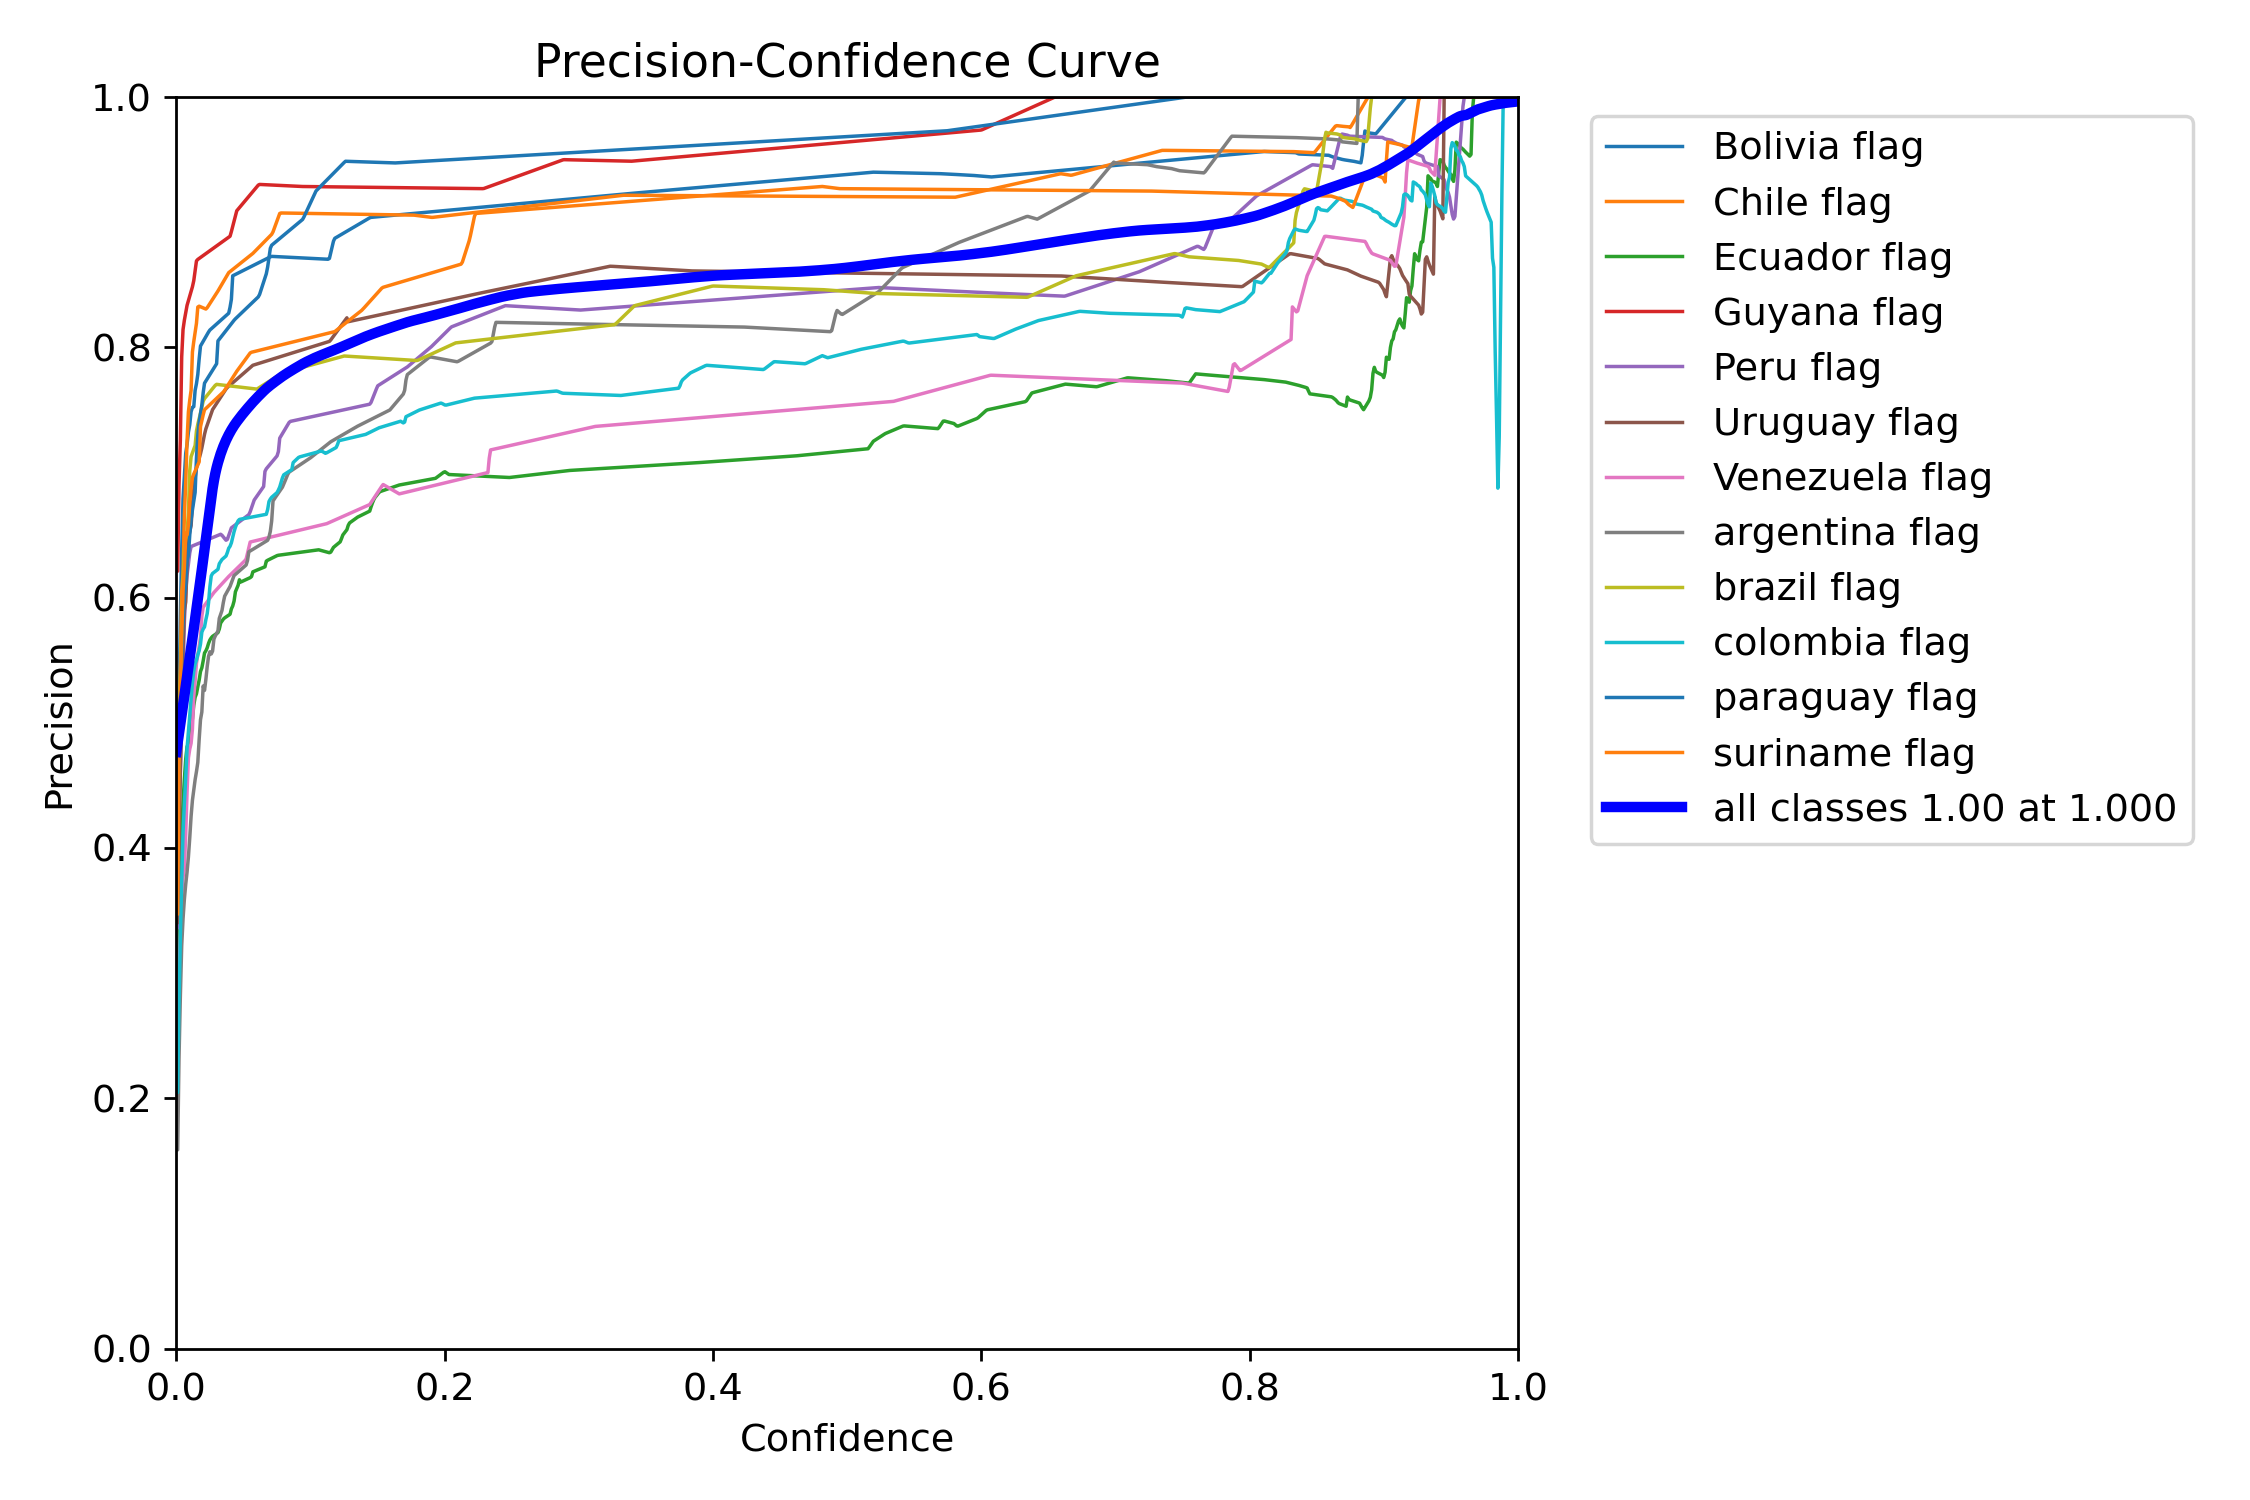 Precision-Confidence Curve
1.0
0.8
0.6
0.4
0.2
0.0
Precision
0.0 0.2 0.4 0.6 0.8 1.0
Confidence
Bolivia flag
Chile flag
Ecuador flag
Guyana flag
Peru flag
Uruguay flag
Venezuela flag
argentina flag
brazil flag
colombia flag
paraguay flag
suriname flag
all classes 1.00 at 1.000